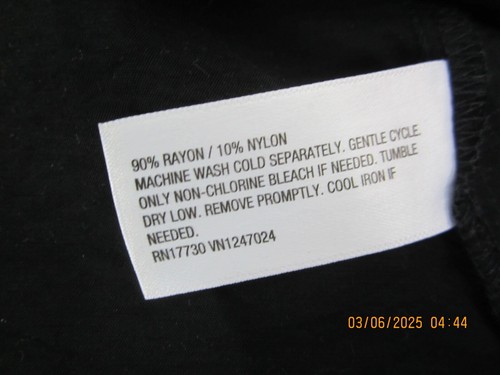 90% RAYON / 10% NYLON
MACHINE WASH COLD SEPARATELY. GENTLE CYCLE.
ONLY NON-CHLORINE BLEACH IF NEEDED. TUMBLE
DRY LOW. REMOVE PROMPTLY. COOL IRON IF
NEEDED.
RN17730 VN1247024
03/06/2025 04:44